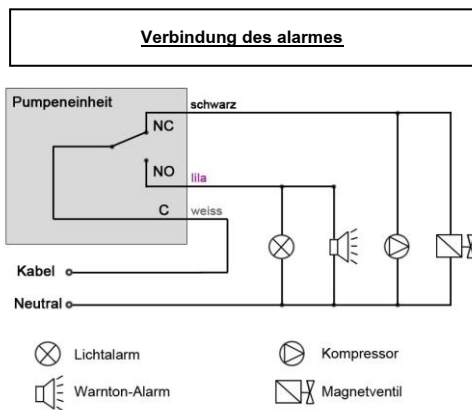 Verbindung des alarmes
Pumpeneinheit
schwarz
NC
NO
lila
C
weiss
Kabel
Neutral
Lichtalarm
Kompressor
Warnton-Alarm
Magnetventil